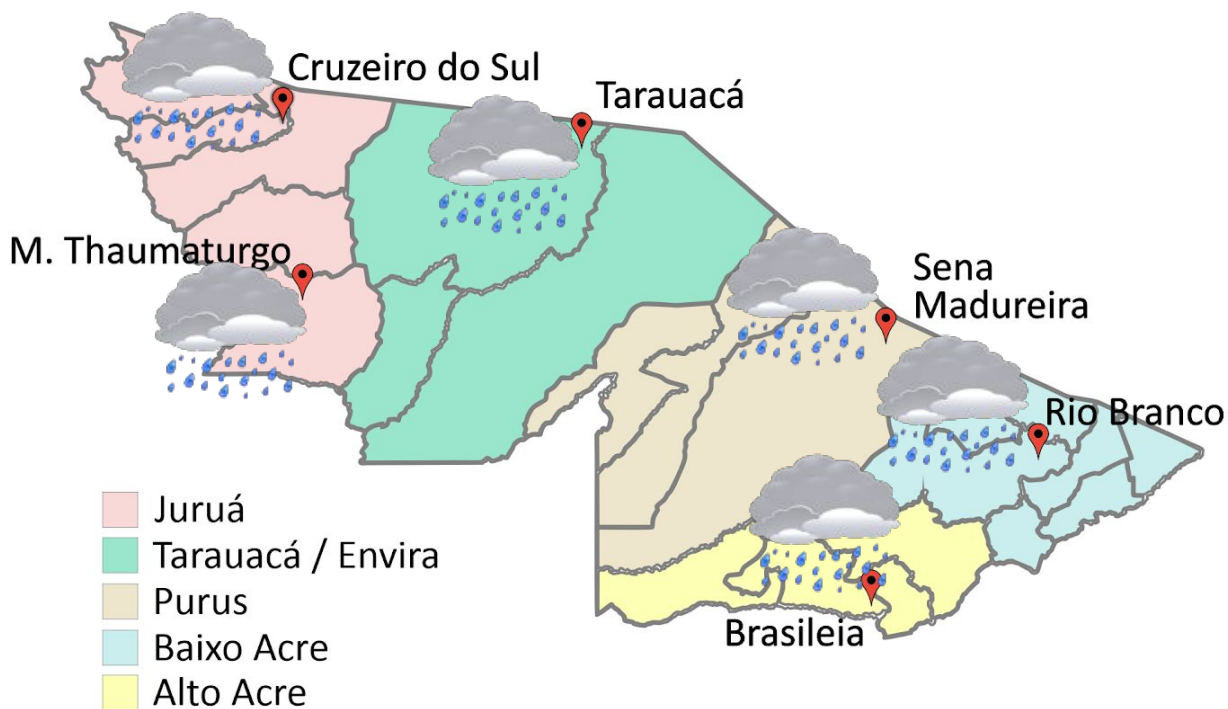 Cruzeiro do Sul
Tarauacá
M. Thaumaturgo
Sena
Madureira
Rio Branco
Brasileia
Juruá
Tarauacá / Envira
Purus
Baixo Acre
Alto Acre